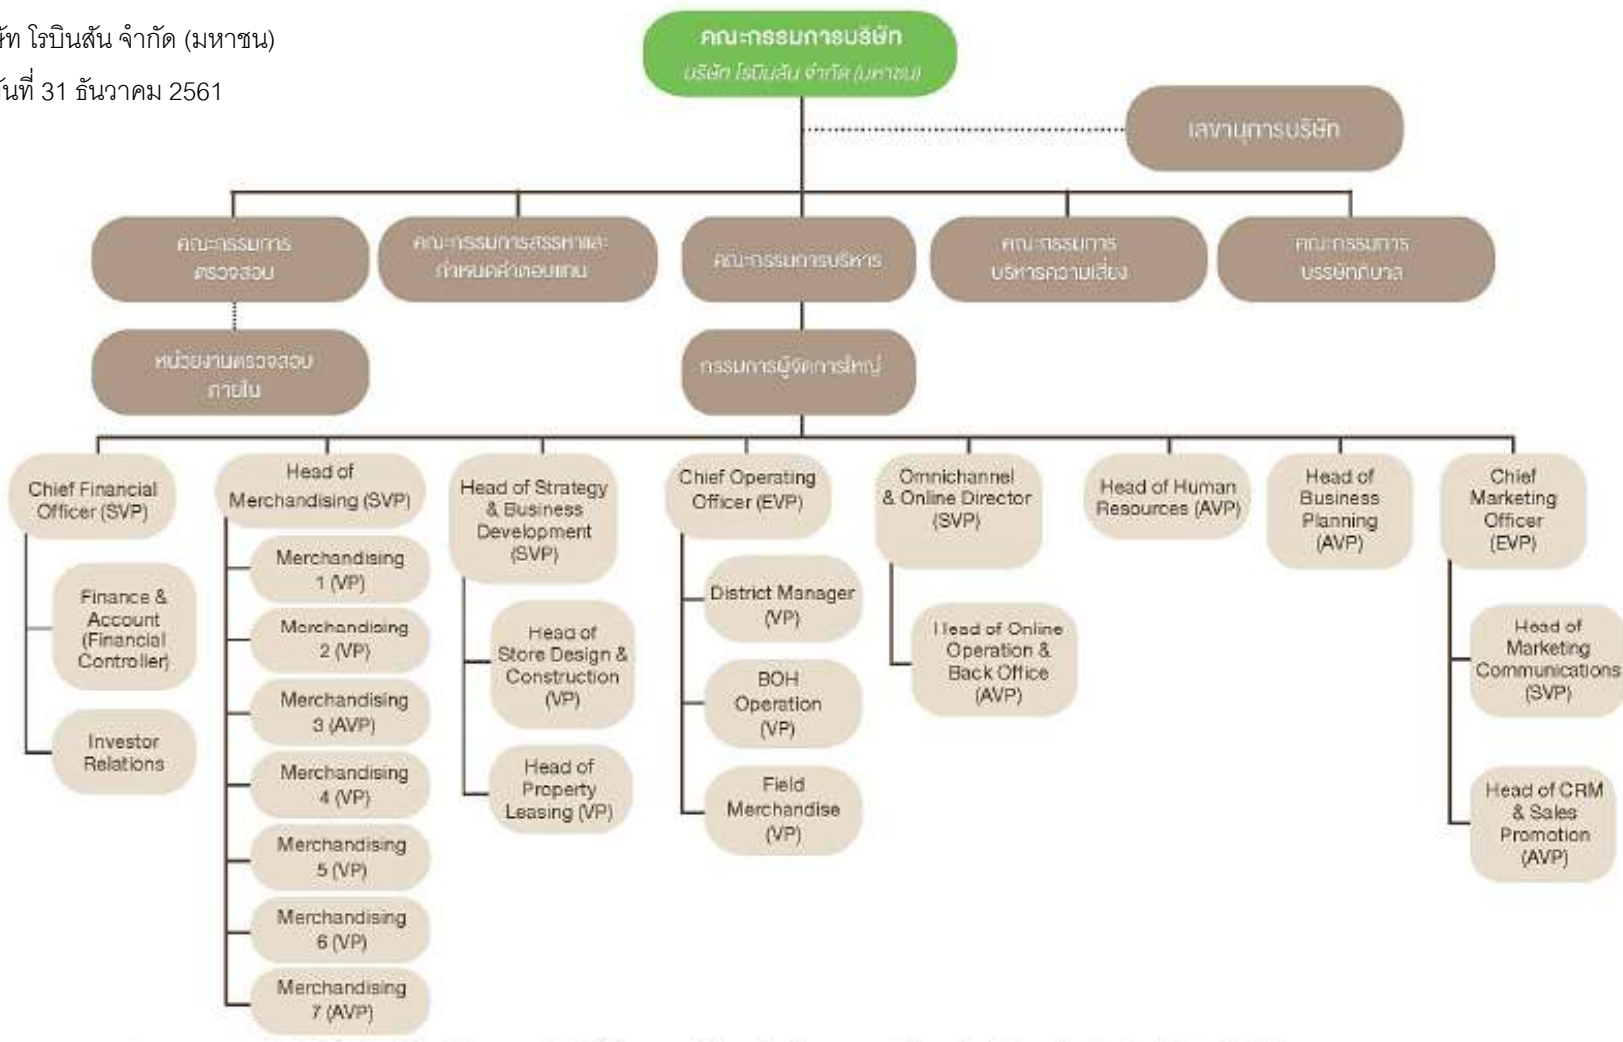 ษัท โรบินสัน จำกัด (มหาชน)
วันที่ 31 ธันวาคม 2561
คณะกรรมการบริษัท
บริษัท โรบินสัน จำกัด (มหาชน)
เลขานุการบริษัท
คณะกรรมการ
ตรวจสอบ
คณะกรรมการสรรหาและ
กำหนดค่าตอบแทน
คณะกรรมการบริหาร
คณะกรรมการ
บริหารความเสี่ยง
คณะกรรมการ
บรรษัทภิบาล
หน่วยงานตรวจสอบ
ภายใน
กรรมการผู้จัดการใหญ่
Chief Financial
Officer (SVP)
Finance &
Account
(Financial
Controller)
Investor
Relations
Head of
Merchandising (SVP)
Merchandising
1 (VP)
Merchandising
2 (VP)
Merchandising
3 (AVP)
Merchandising
4 (VP)
Merchandising
5 (VP)
Merchandising
6 (VP)
Merchandising
7 (AVP)
Head of Strategy
& Business
Development
(SVP)
Head of
Store Design &
Construction
(VP)
Head of
Property
Leasing (VP)
Chief Operating
Officer (EVP)
District Manager
(VP)
BOH
Operation
(VP)
Field
Merchandise
(VP)
Omnichannel
& Online Director
(SVP)
Head of Online
Operation &
Back Office
(AVP)
Head of Human
Resources (AVP)
Head of
Business
Planning
(AVP)
Chief
Marketing
Officer
(EVP)
Head of
Marketing
Communications
(SVP)
Head of CRM
& Sales
Promotion
(AVP)